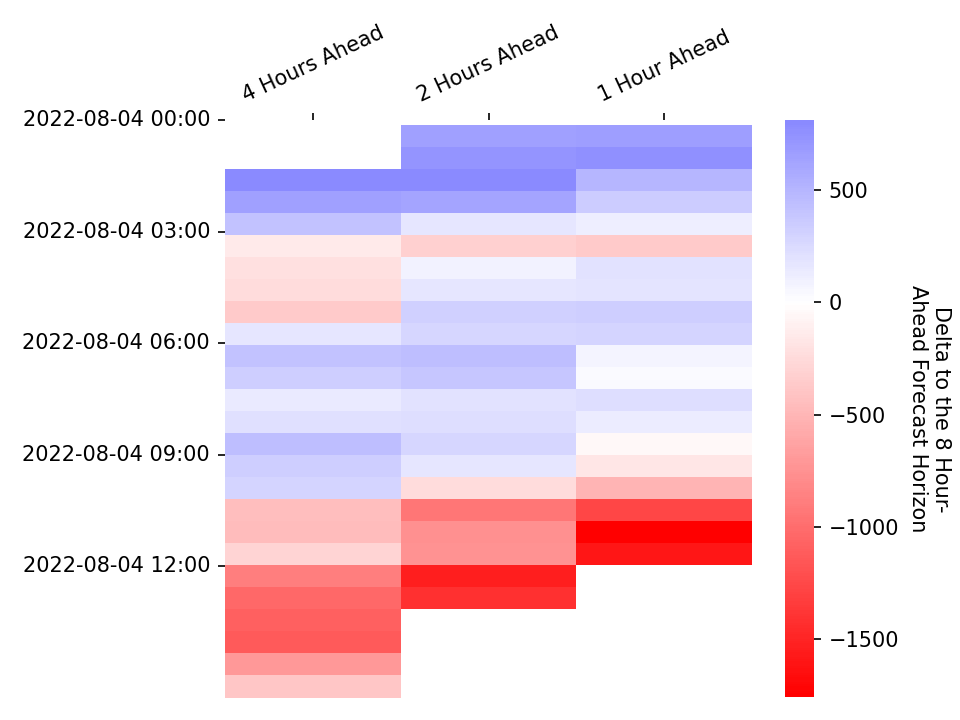 4 Hours Ahead
2 Hours Ahead
1 Hour Ahead
2022-08-04 00:00
2022-08-04 03:00
2022-08-04 06:00
2022-08-04 09:00
2022-08-04 12:00
500
0
−500
−1000
−1500
Delta to the 8 Hour-
Ahead Forecast Horizon